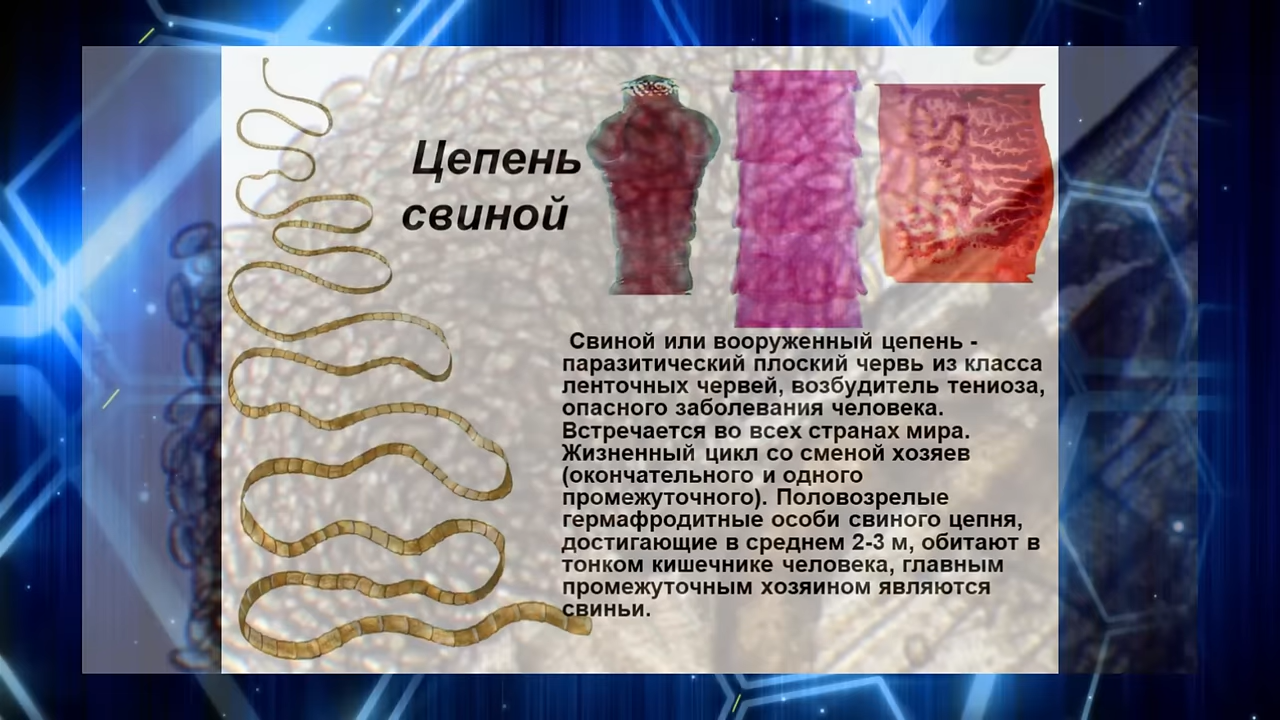 Цепень
свиной
Свиной или вооруженный цепень -
паразитический плоский червь из класса
ленточных червей, возбудитель тениоза,
опасного заболевания человека.
Встречается во всех странах мира.
Жизненный цикл со сменой хозяев
(окончательного и одного
промежуточного). Половозрелые
гермафродитные особи свиного цепня,
достигающие в среднем 2-3 м, обитают в
тонком кишечнике человека, главным
промежуточным хозяином являются
свиньи.